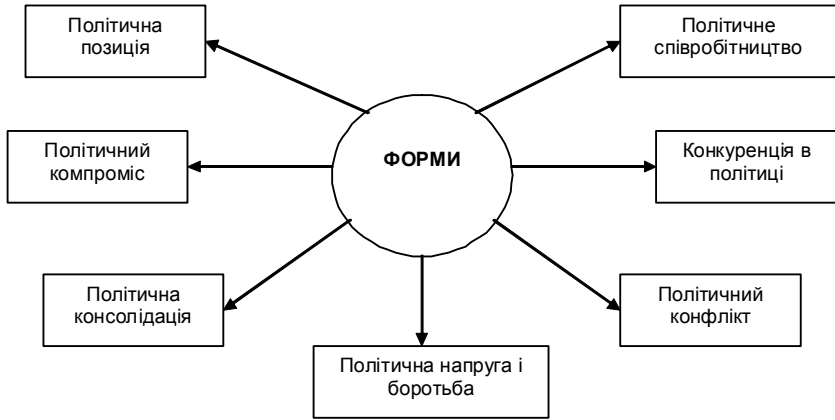 Політична
позиція
Політичне
співробітництво
ФОРМИ
Політичний
компроміс
Конкуренція в
політиці
Політична
консолідація
Політичний
конфлікт
Політична напруга і
боротьба